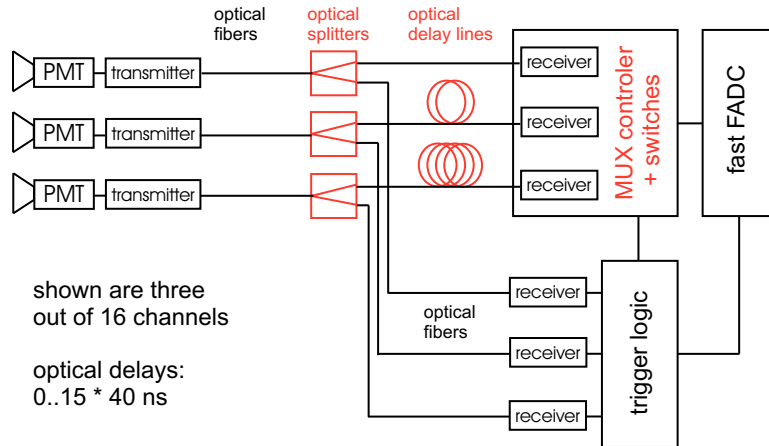 optical
fibers
optical
splitters
optical
delay lines
PMT
transmitter
receiver
PMT
transmitter
receiver
PMT
transmitter
receiver
MUX controler
+ switches
fast FADC
shown are three
out of 16 channels
optical delays:
0..15 * 40 ns
optical
fibers
receiver
receiver
receiver
trigger logic